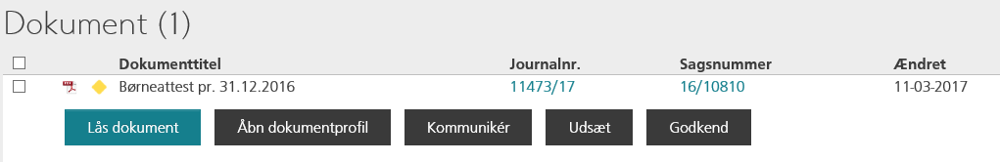 Dokument (1)
Dokumenttitel Journalnr. Sagsnummer Ændret
Børneattest pr. 31.12.2016 11473/17 16/10810 11-03-2017
Lås dokument Åbn dokumentprofil Kommunikér Udsæt Godkend